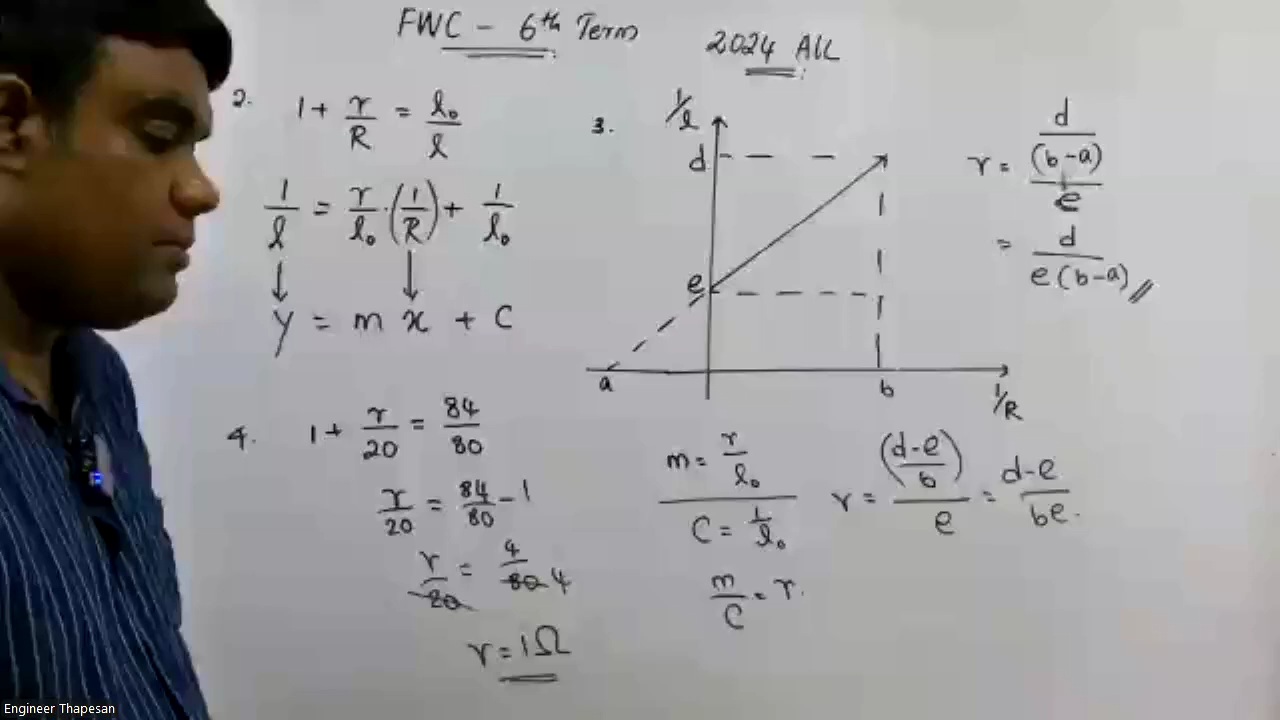 FWC - 6th Term
2024 A/L
2.
1 + r/R = l₀/l
1/l = r/l₀ · (1/R) + 1/l₀
↓ ↓
y = m x + C
3.
1/l
d
e
a
b
1/R
r = d/(b-a)/e
= d/e(b-a) //
4.
1 + r/20 = 84/80
r/20 = 84/80 - 1
r/20 = 4/80 4
r = 1Ω
m = r/l₀
C = 1/l₀
m/C = r.
r = ((d-e)/b)/e = d-e/be.
Engineer Thapesan